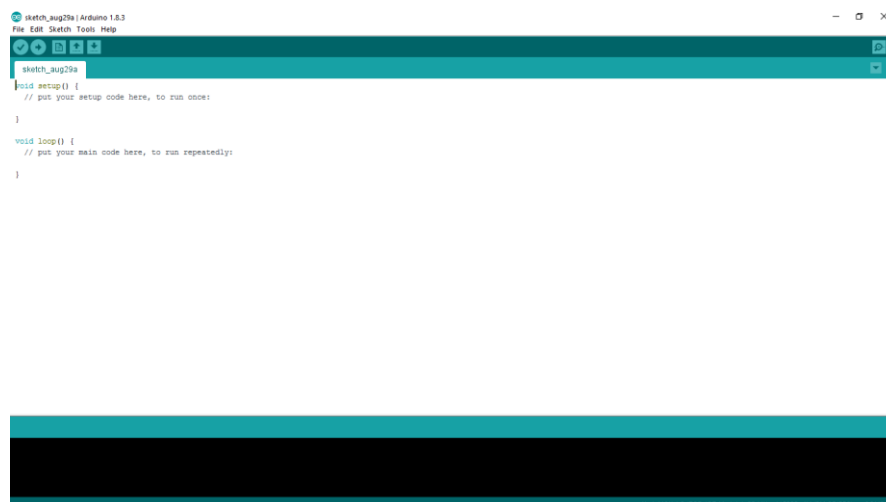 sketch_aug29a | Arduino 1.8.3
File Edit Sketch Tools Help
sketch_aug29a
void setup() {
  // put your setup code here, to run once:
}
void loop() {
  // put your main code here, to run repeatedly:
}